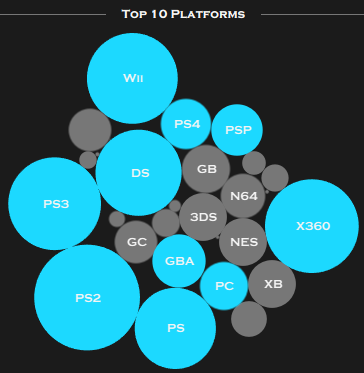 Top 10 Platforms
Wii
PS4
PSP
DS
GB
PS3
N64
3DS
X360
GC
NES
GBA
PS2
PC
XB
PS